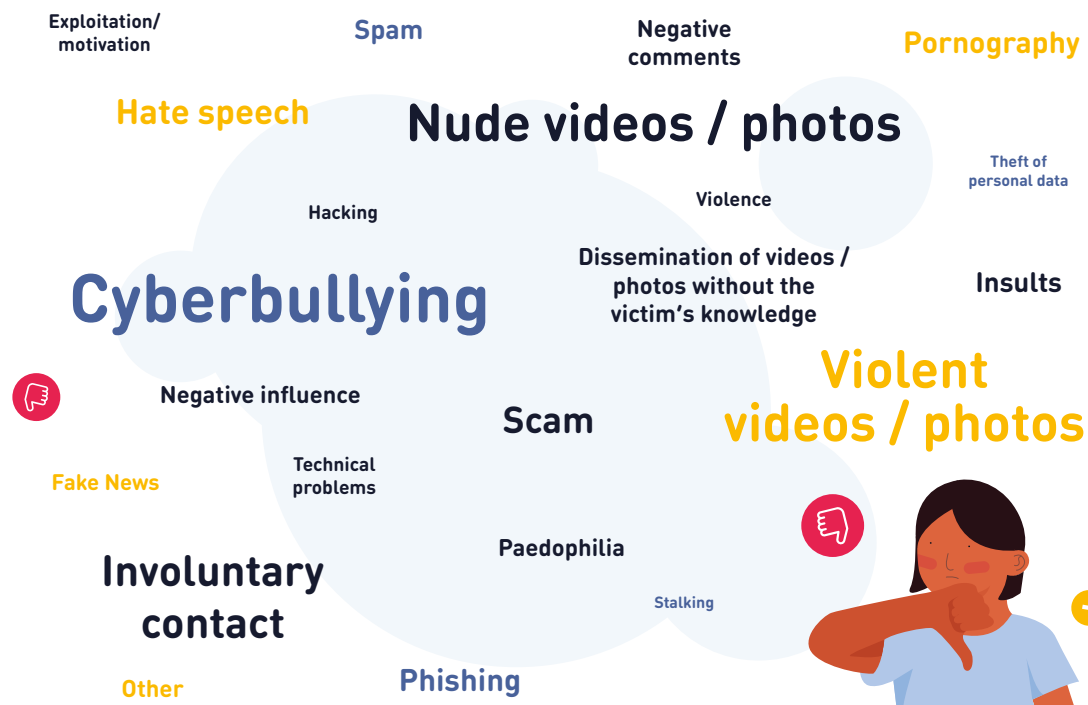 Exploitation/
motivation
Spam
Negative
comments
Pornography
Hate speech
Nude videos / photos
Theft of
personal data
Hacking
Violence
Cyberbullying
Dissemination of videos /
photos without the
victim‘s knowledge
Insults
Violent
videos / photos
Negative influence
Scam
Fake News
Technical
problems
Paedophilia
Involuntary
contact
Stalking
Other
Phishing